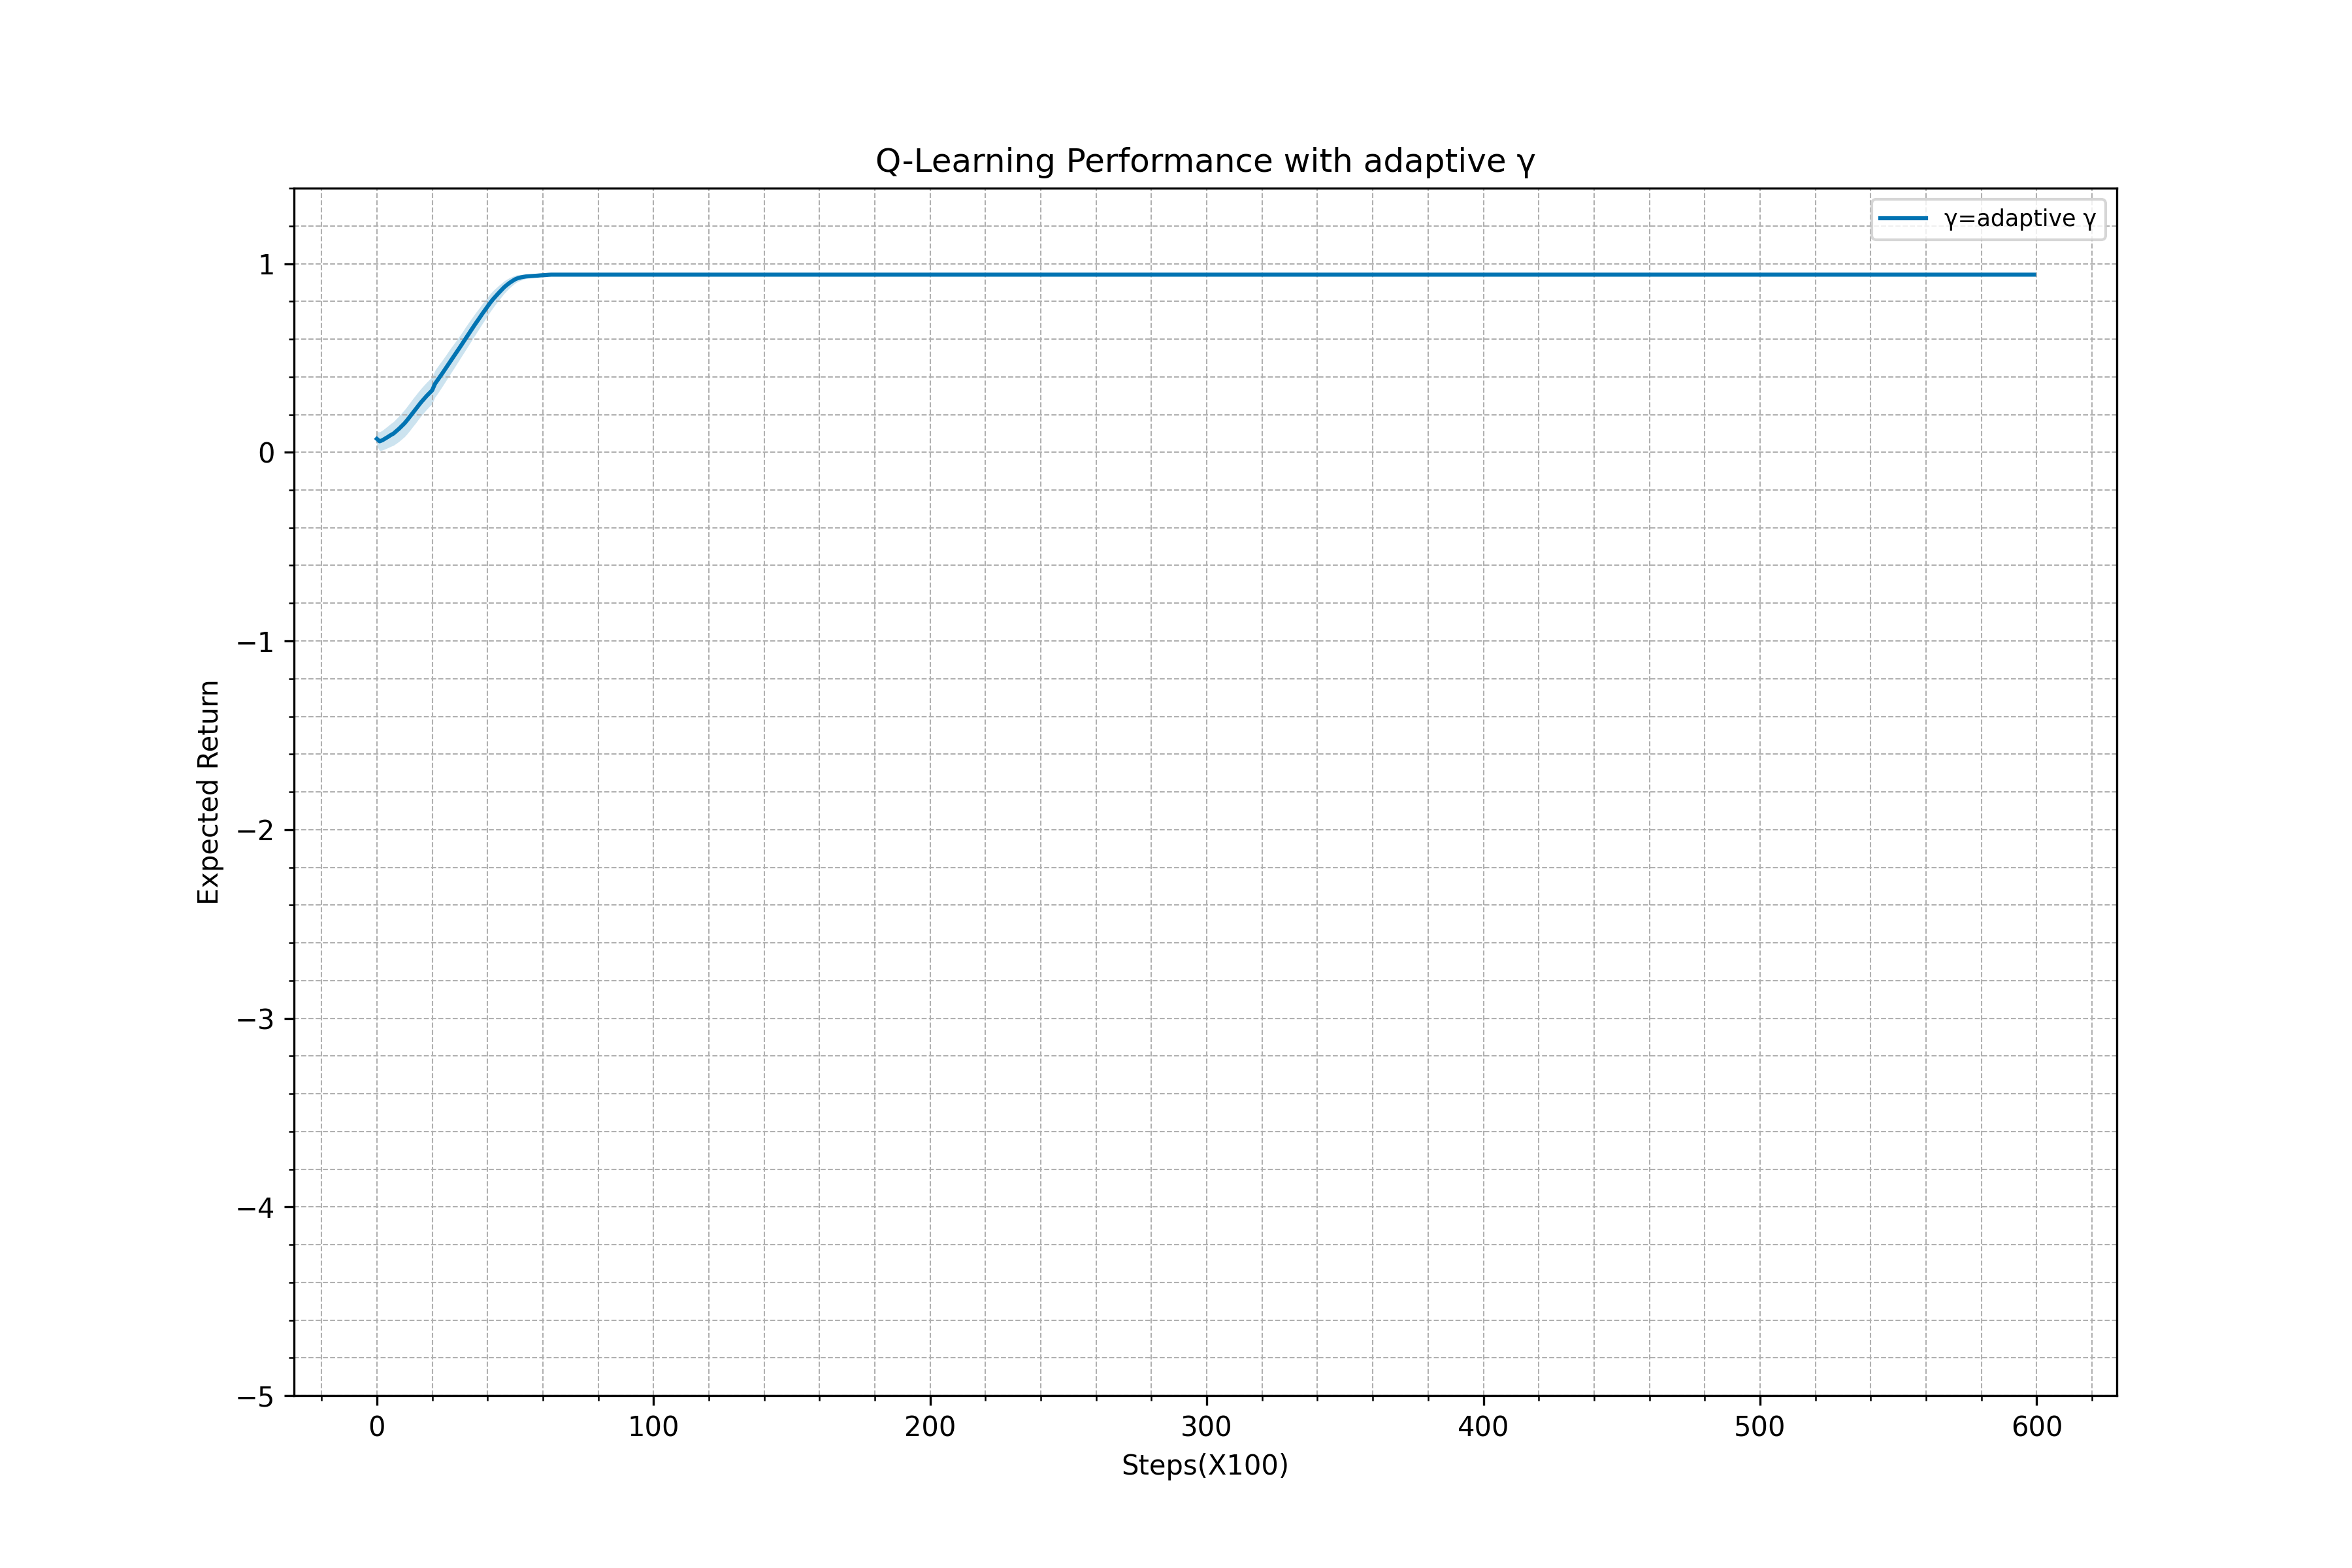 Q-Learning Performance with adaptive γ
γ=adaptive γ
1
0
−1
−2
−3
−4
−5
Expected Return
0 100 200 300 400 500 600
Steps(X100)